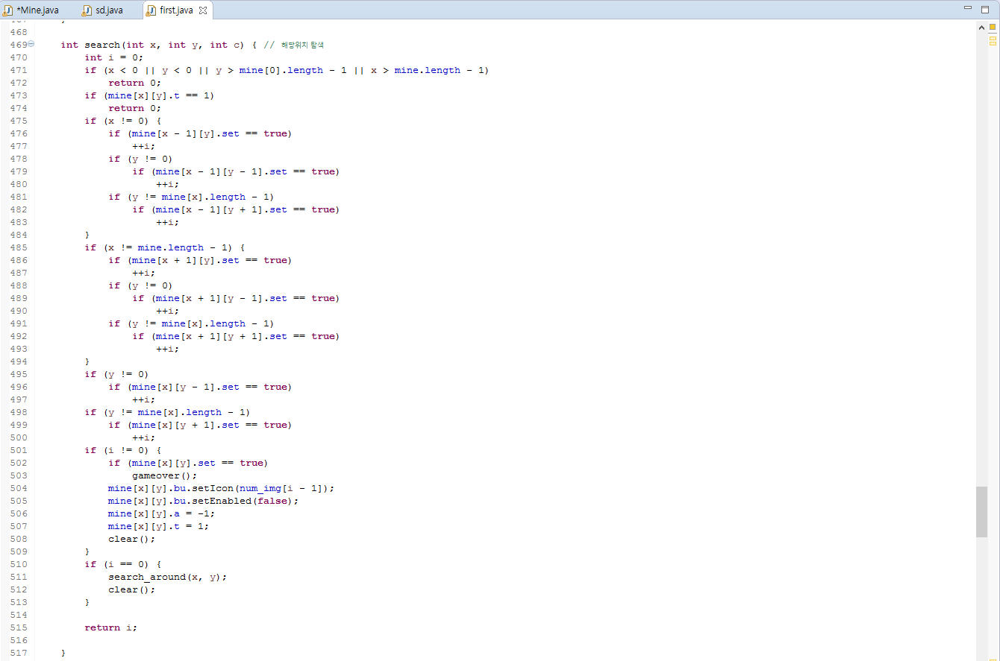 *Mine.java sd.java first.java
468
469 int search(int x, int y, int c) { // 해당위치 탐색
470 int i = 0;
471 if (x < 0 || y < 0 || y > mine[0].length - 1 || x > mine.length - 1)
472 return 0;
473 if (mine[x][y].t == 1)
474 return 0;
475 if (x != 0) {
476 if (mine[x - 1][y].set == true)
477 ++i;
478 if (y != 0)
479 if (mine[x - 1][y - 1].set == true)
480 ++i;
481 if (y != mine[x].length - 1)
482 if (mine[x - 1][y + 1].set == true)
483 ++i;
484 }
485 if (x != mine.length - 1) {
486 if (mine[x + 1][y].set == true)
487 ++i;
488 if (y != 0)
489 if (mine[x + 1][y - 1].set == true)
490 ++i;
491 if (y != mine[x].length - 1)
492 if (mine[x + 1][y + 1].set == true)
493 ++i;
494 }
495 if (y != 0)
496 if (mine[x][y - 1].set == true)
497 ++i;
498 if (y != mine[x].length - 1)
499 if (mine[x][y + 1].set == true)
500 ++i;
501 if (i != 0) {
502 if (mine[x][y].set == true)
503 gameover();
504 mine[x][y].bu.setIcon(num_img[i - 1]);
505 mine[x][y].bu.setEnabled(false);
506 mine[x][y].a = -1;
507 mine[x][y].t = 1;
508 clear();
509 }
510 if (i == 0) {
511 search_around(x, y);
512 clear();
513 }
514
515 return i;
516
517 }